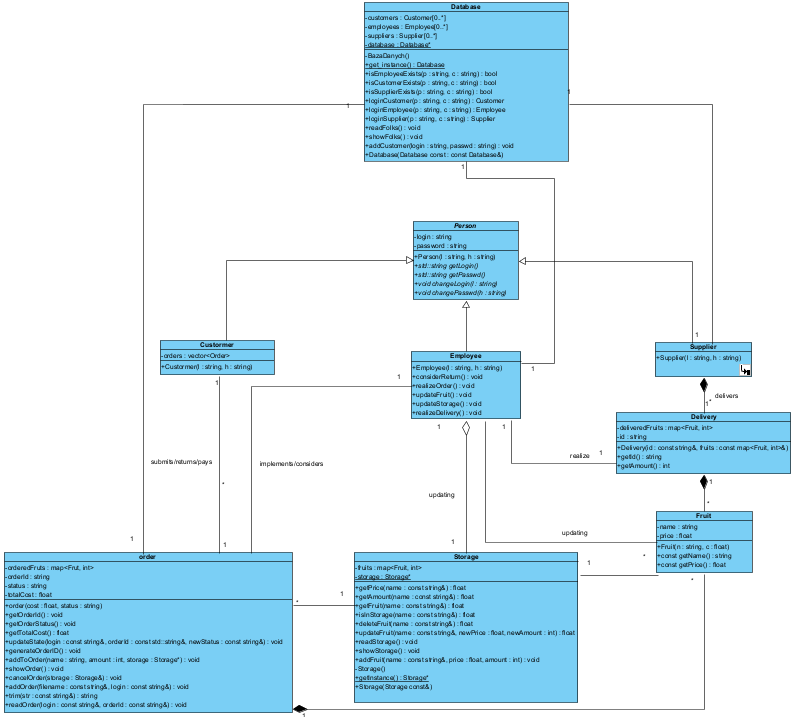 Database
-customers : Customer[0..*]
-employees : Employee[0..*]
-suppliers : Supplier[0..*]
-database : Database*
-BazaDanych()
+get_instance() : Database
+isEmployeeExists(p : string, c : string) : bool
+isCustomerExists(p : string, c : string) : bool
+isSupplierExists(p : string, c : string) : bool
+loginCustomer(p : string, c : string) : Customer
+loginEmployee(p : string, c : string) : Employee
+loginSupplier(p : string, c : string) : Supplier
+readFolks() : void
+showFolks() : void
+addCustomer(login : string, passwd : string) : void
+Database(Database const : const Database&)
1
1
1
Person
-login : string
-password : string
+Person(l : string, h : string)
+std::string getLogin()
+std::string getPasswd()
+void changeLogin(l : string)
+void changePasswd(h : string)
Custormer
-orders : vector<Order>
+Custormer(l : string, h : string)
1
Employee
+Employee(l : string, h : string)
+considerReturn() : void
+realizeOrder() : void
+updateFruit() : void
+updateStorage() : void
+realizeDelivery() : void
1
1
1
1
1
Supplier
+Supplier(l : string, h : string)
delivers
1
*
Delivery
-deliveredFruits : map<Fruit, int>
-id : string
+Delivery(id : const string&, fruits : const map<Fruit, int>&)
+getId() : string
+getAmount() : int
realize
1
1
*
submits/returns/pays
implements/considers
updating
updating
*
Fruit
-name : string
-price : float
+Fruit(n : string, c : float)
+const getName() : string
+const getPrice() : float
*
*
1
1
1
1
order
-orderedFruts : map<Frut, int>
-orderId : string
-status : string
-totalCost : float
+order(cost : float, status : string)
+getOrderId() : void
+getOrderStatus() : void
+getTotalCost() : float
+updateState(login : const string&, orderId : const std::string&, newStatus : const string&) : void
+generateOrderID() : void
+addToOrder(name : string, amount : int, storage : Storage*) : void
+showOrder() : void
+cancelOrder(storage : Storage&) : void
+addOrder(filename : const string&, login : const string&) : void
+trim(str : const string&) : string
+readOrder(login : const string&, orderId : const string&) : void
*
1
1
Storage
-fruits : map<Fruit, int>
-storage : Storage*
+getPrice(name : const string&) : float
+getAmount(name : const string&) : float
+getFruit(name : const string&) : float
+isInStorage(name : const string&) : float
+deleteFruit(name : const string&) : float
+updateFruit(name : const string&, newPrice : float, newAmount : int) : float
+readStorage() : void
+showStorage() : void
+addFruit(name : const string&, price : float, amount : int) : void
-Storage()
+getInstance() : Storage*
+Storage(Storage const&)